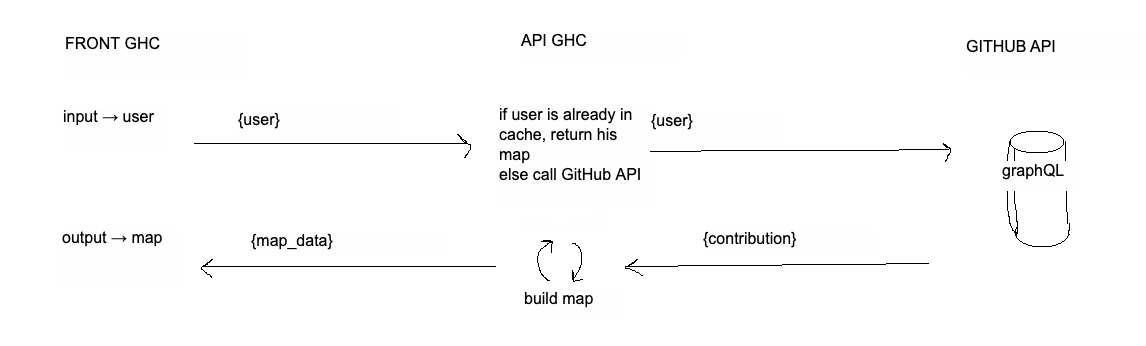 FRONT GHC
API GHC
GITHUB API
input → user
{user}
if user is already in
cache, return his
map
else call GitHub API
{user}
graphQL
output → map
{map_data}
build map
{contribution}